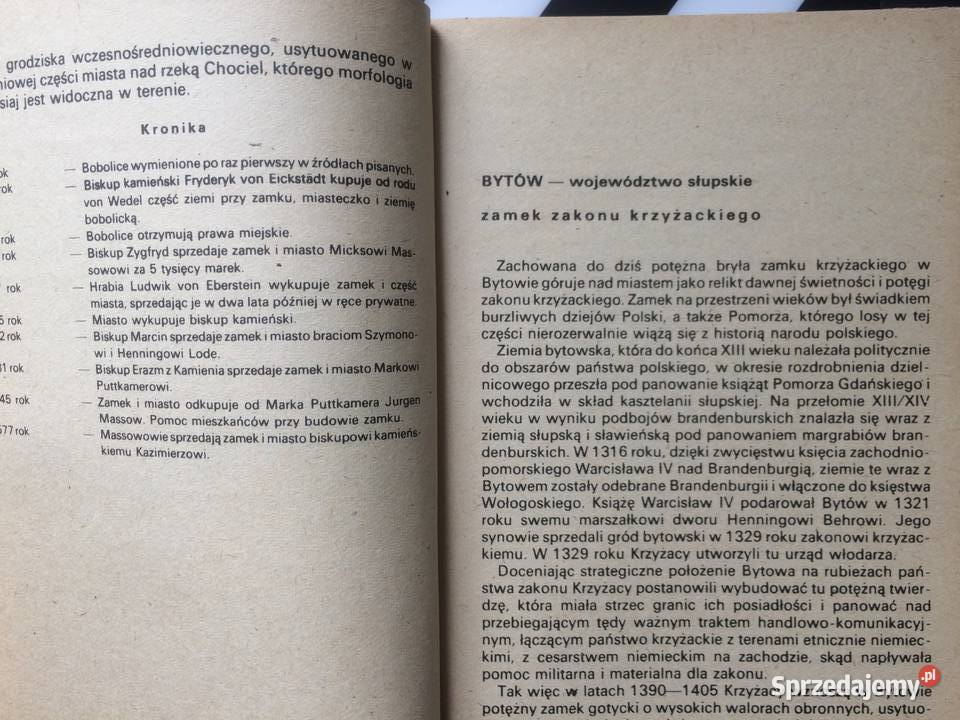 grodziska wczesnośredniowiecznego, usytuowanego w
niowej części miasta nad rzeką Chociel, którego morfologia
siaj jest widoczna w terenie.
Kronika
ok — Bobolice wymienione po raz pierwszy w źródłach pisanych.
ok — Biskup kamieński Fryderyk von Eickstädt kupuje od rodu
von Wedel część ziemi przy zamku, miasteczko i ziemię
bobolicką.
rok — Bobolice otrzymują prawa miejskie.
rok — Biskup Zygfryd sprzedaje zamek i miasto Micksowi Mas-
sowowi za 5 tysięcy marek.
rok — Hrabia Ludwik von Eberstein wykupuje zamek i część
miasta, sprzedając je w dwa lata później w ręce prywatne.
5 rok — Miasto wykupuje biskup kamieński.
2 rok — Biskup Marcin sprzedaje zamek i miasto braciom Szymono-
wi i Henningowi Lode.
31 rok — Biskup Erazm z Kamienia sprzedaje zamek i miasto Markowi
Puttkamerowi.
45 rok — Zamek i miasto odkupuje od Marka Puttkamera Jurgen
Massow. Pomoc mieszkańców przy budowie zamku.
577 rok — Massowowie sprzedają zamek i miasto biskupowi kamień-
skiemu Kazimierzowi.
BYTÓW — województwo słupskie
zamek zakonu krzyżackiego
Zachowana do dziś potężna bryła zamku krzyżackiego w
Bytowie góruje nad miastem jako relikt dawnej świetności i potęgi
zakonu krzyżackiego. Zamek na przestrzeni wieków był świadkiem
burzliwych dziejów Polski, a także Pomorza, którego losy w tej
części nierozerwalnie wiążą się z historią narodu polskiego.
Ziemia bytowska, która do końca XIII wieku należała politycznie
do obszarów państwa polskiego, w okresie rozdrobnienia dziel-
nicowego przeszła pod panowanie książąt Pomorza Gdańskiego i
wchodziła w skład kasztelanii słupskiej. Na przełomie XIII/XIV
wieku w wyniku podbojów brandenburskich znalazła się wraz z
ziemią słupską i sławieńską pod panowaniem margrabiów bran-
denburskich. W 1316 roku, dzięki zwycięstwu księcia zachodnio-
pomorskiego Warcisława IV nad Brandenburgią, ziemie te wraz z
Bytowem zostały odebrane Brandenburgii i włączone do księstwa
Wołogoskiego. Książę Warcisław IV podarował Bytów w 1321
roku swemu marszałkowi dworu Henningowi Behrowi. Jego
synowie sprzedali gród bytowski w 1329 roku zakonowi krzyżac-
kiemu. W 1329 roku Krzyżacy utworzyli tu urząd włodarza.
Doceniając strategiczne położenie Bytowa na rubieżach pań-
stwa zakonu Krzyżacy postanowili wybudować tu potężną twier-
dzę, która miała strzec granic ich posiadłości i panować nad
przebiegającym tędy ważnym traktem handlowo-komunikacyj-
nym, łączącym państwo krzyżackie z terenami etnicznie niemiec-
kimi, z cesarstwem niemieckim na zachodzie, skąd napływała
pomoc militarna i materialna dla zakonu.
Tak więc w latach 1390—1405 Krzyżacy
potężny zamek gotycki o wysokich walorach obronnych, usytuo-
Sprzedajemy.pl